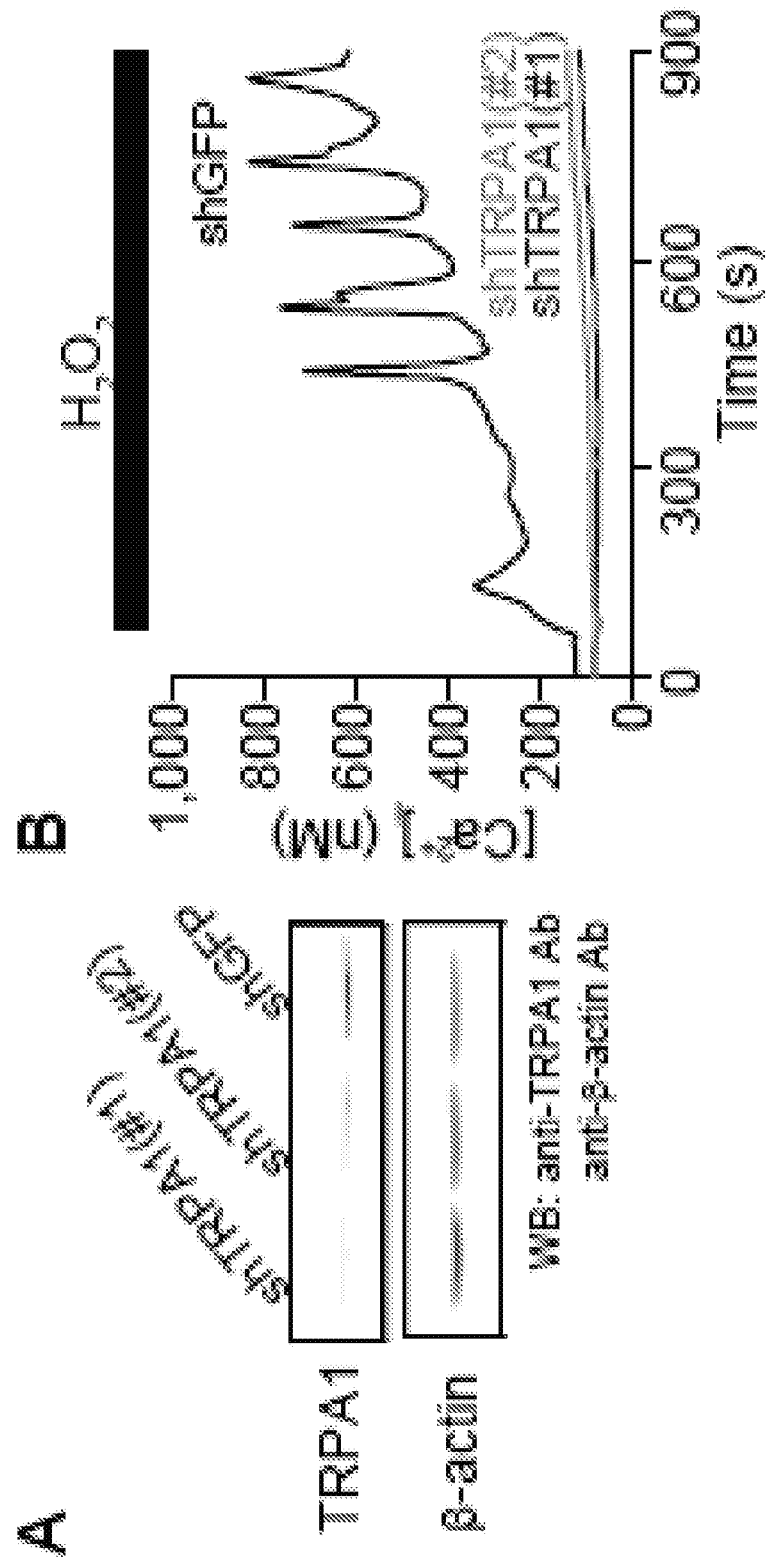 A
shTRPA1(#1)
shTRPA1(#2)
shGFP
TRPA1
β-actin
WB: anti-TRPA1 Ab
anti-β-actin Ab
B
H2O2
shGFP
shTRPA1(#2)
shTRPA1(#1)
[Ca2+]i (nM)
1,000
800
600
400
200
0
0
300
600
900
Time (s)